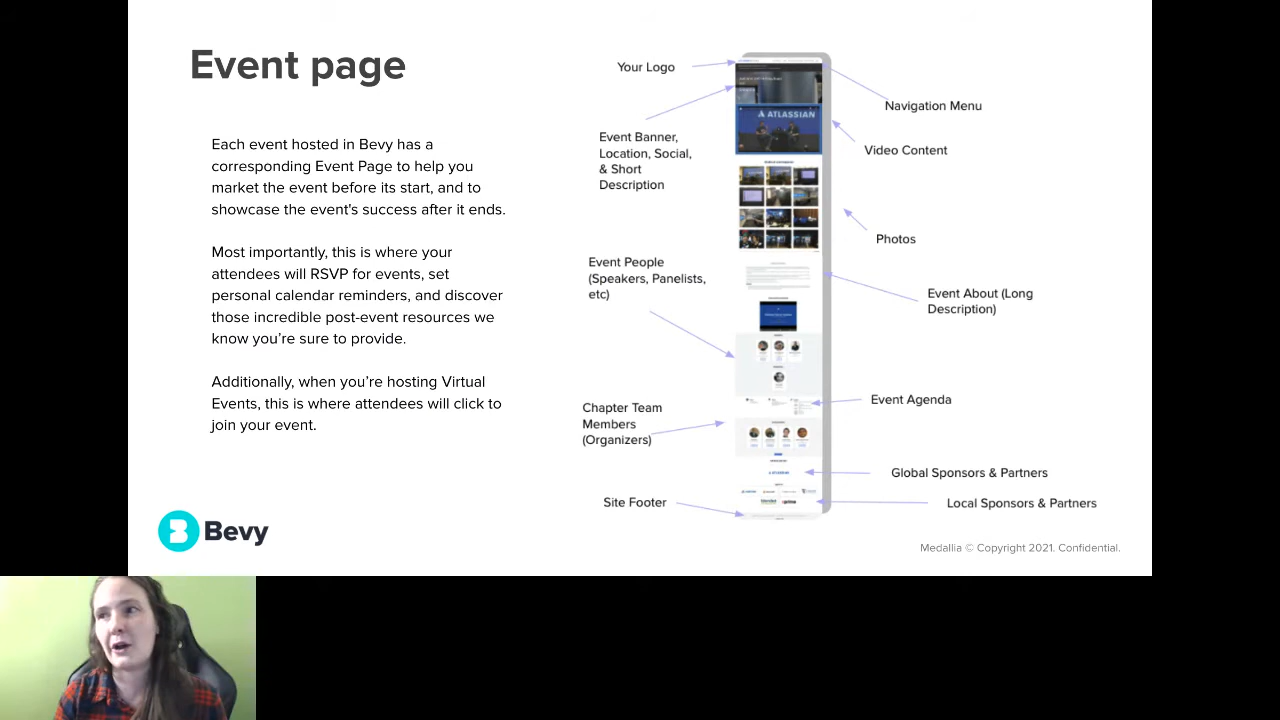 Event page
Each event hosted in Bevy has a
corresponding Event Page to help you
market the event before its start, and to
showcase the event's success after it ends.
Most importantly, this is where your
attendees will RSVP for events, set
personal calendar reminders, and discover
those incredible post-event resources we
know you're sure to provide.
Additionally, when you're hosting Virtual
Events, this is where attendees will click to
join your event.
Bevy
Your Logo
Event Banner,
Location, Social,
& Short
Description
Event People
(Speakers, Panelists,
etc)
Chapter Team
Members
(Organizers)
Site Footer
ATLASSIAN
ATLASSIAN
Navigation Menu
Video Content
Photos
Event About (Long
Description)
Event Agenda
Global Sponsors & Partners
Local Sponsors & Partners
Medallia © Copyright 2021. Confidential.